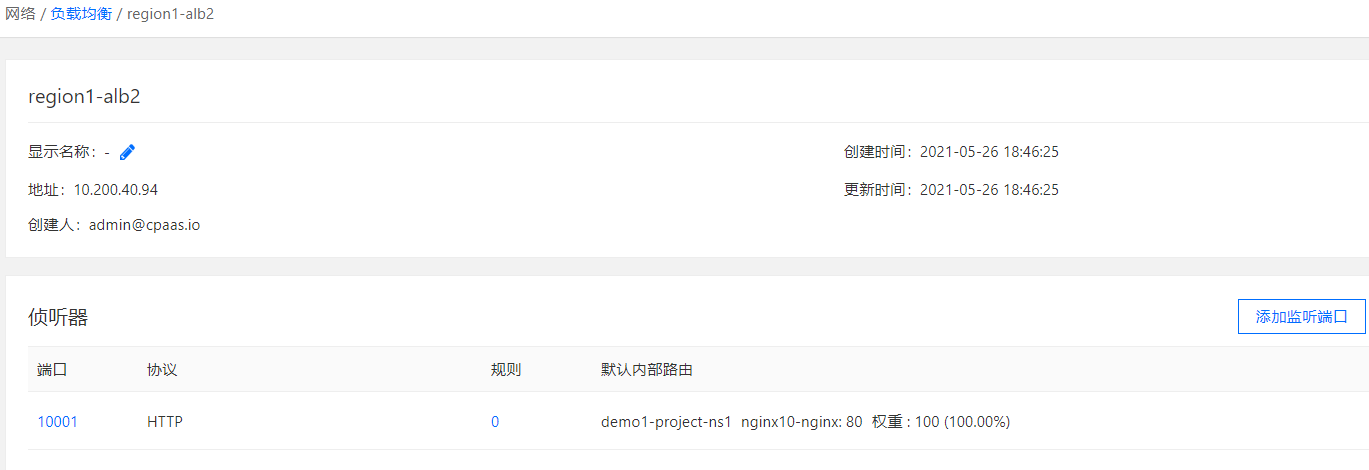 网络 / 负载均衡 / region1-alb2
region1-alb2
显示名称： -
创建时间： 2021-05-26 18:46:25
地址： 10.200.40.94
更新时间： 2021-05-26 18:46:25
创建人： admin@cpaas.io
侦听器
添加监听端口
端口 协议 规则 默认内部路由
10001 HTTP 0 demo1-project-ns1 nginx10-nginx: 80 权重 : 100 (100.00%)